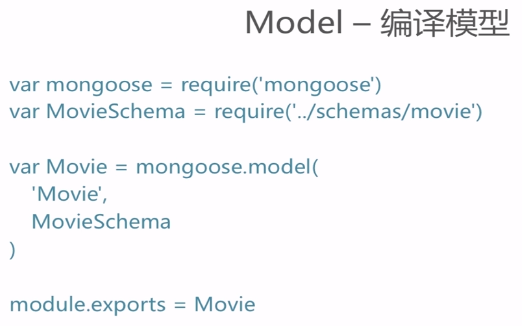 Model – 编译模型
var mongoose = require('mongoose')
var MovieSchema = require('../schemas/movie')
var Movie = mongoose.model(
'Movie',
MovieSchema
)
module.exports = Movie